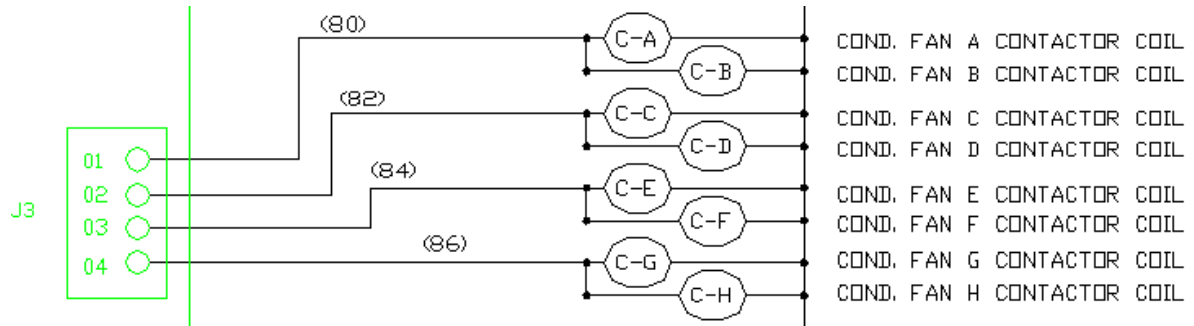 (80) C-A COND. FAN A CONTACTOR COIL
C-B COND. FAN B CONTACTOR COIL
(82) C-C COND. FAN C CONTACTOR COIL
C-D COND. FAN D CONTACTOR COIL
01
(84) C-E COND. FAN E CONTACTOR COIL
02
J3
03 C-F COND. FAN F CONTACTOR COIL
(86) C-G COND. FAN G CONTACTOR COIL
04
C-H COND. FAN H CONTACTOR COIL